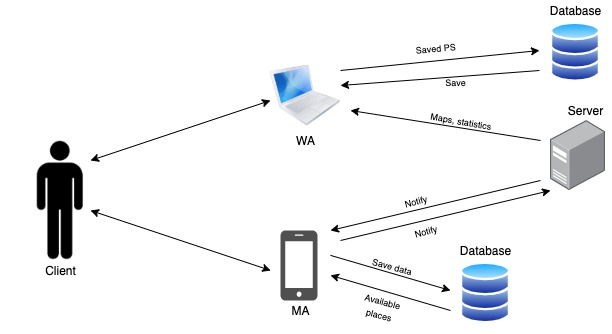 Database
Saved PS
Save
Server
Maps, statistics
WA
Notify
Notify
Client
Database
Save data
Available
places
MA